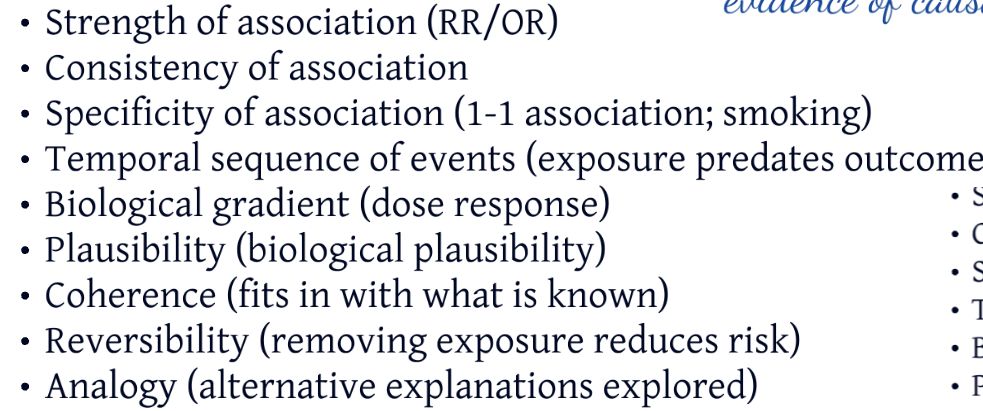 evidence of
• Strength of association (RR/OR)
• Consistency of association
• Specificity of association (1-1 association; smoking)
• Temporal sequence of events (exposure predates outcome
• Biological gradient (dose response)
• Plausibility (biological plausibility)
• Coherence (fits in with what is known)
• Reversibility (removing exposure reduces risk)
• Analogy (alternative explanations explored)